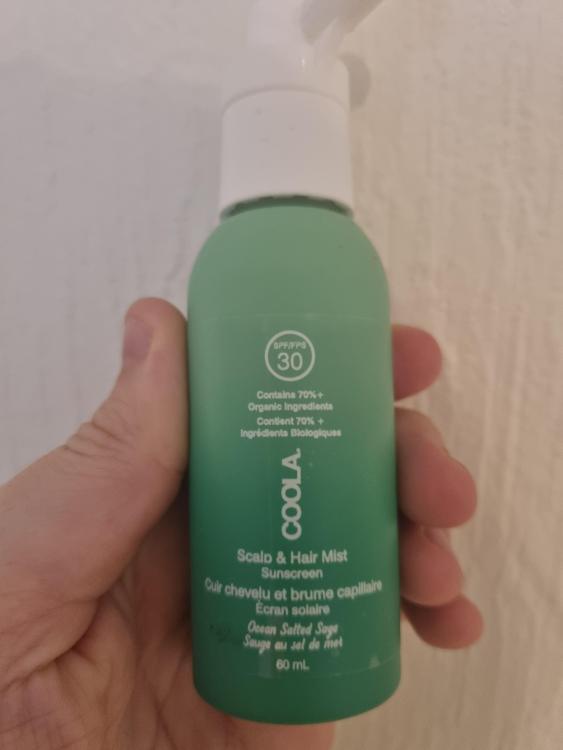 SPF/FPS
30
Contains 70%+
Organic Ingredients
Contient 70% +
Ingrédients Biologiques
COOLA.
Scalp & Hair Mist
Sunscreen
Cuir chevelu et brume capillaire
Écran solaire
Ocean Salted Sage
Sauge au sel de mer
60 mL